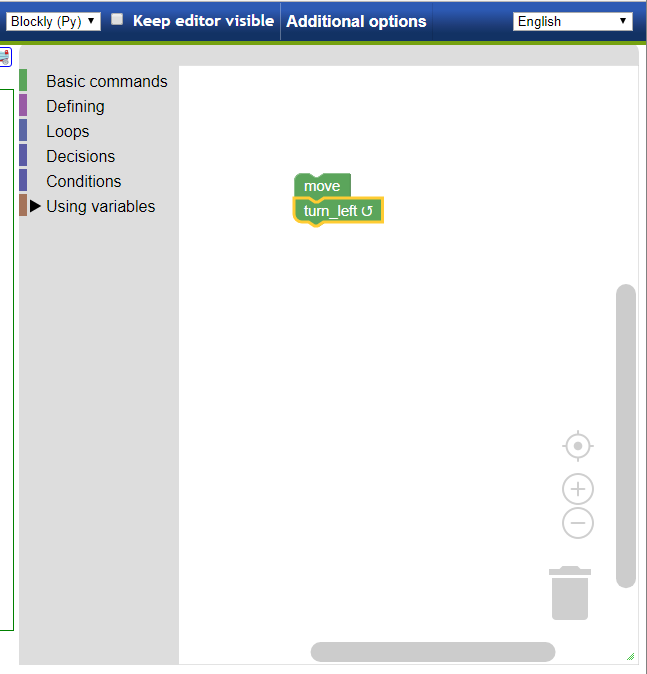 Blockly (Py) Keep editor visible Additional options English
Basic commands
Defining
Loops
Decisions
Conditions
Using variables
move
turn_left ↺